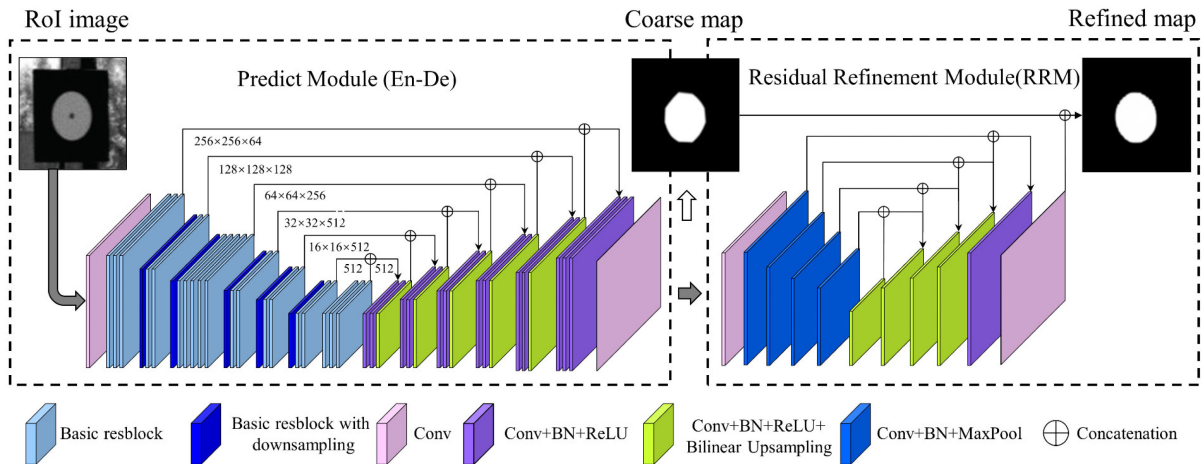 RoI image
Coarse map
Refined map
Predict Module (En-De)
Residual Refinement Module(RRM)
256×256×64
128×128×128
64×64×256
32×32×512
16×16×512
512
512
Basic resblock
Basic resblock with
downsampling
Conv
Conv+BN+ReLU
Conv+BN+ReLU+
Bilinear Upsampling
Conv+BN+MaxPool
Concatenation